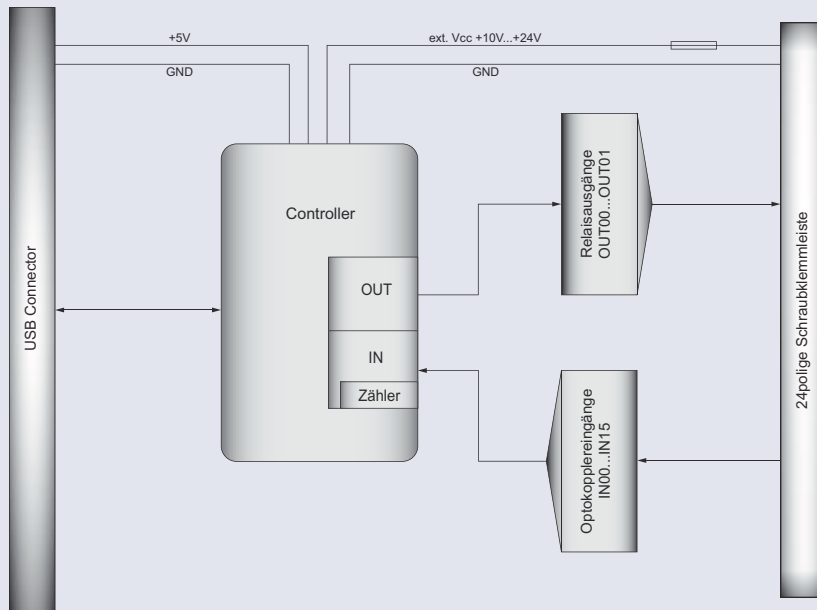 +5V
GND
ext. Vcc +10V...+24V
GND
USB Connector
Controller
OUT
IN
Zähler
Relaisausgänge
OUT00...OUT01
Optokopplereingänge
IN00...IN15
24polige Schraubklemmleiste